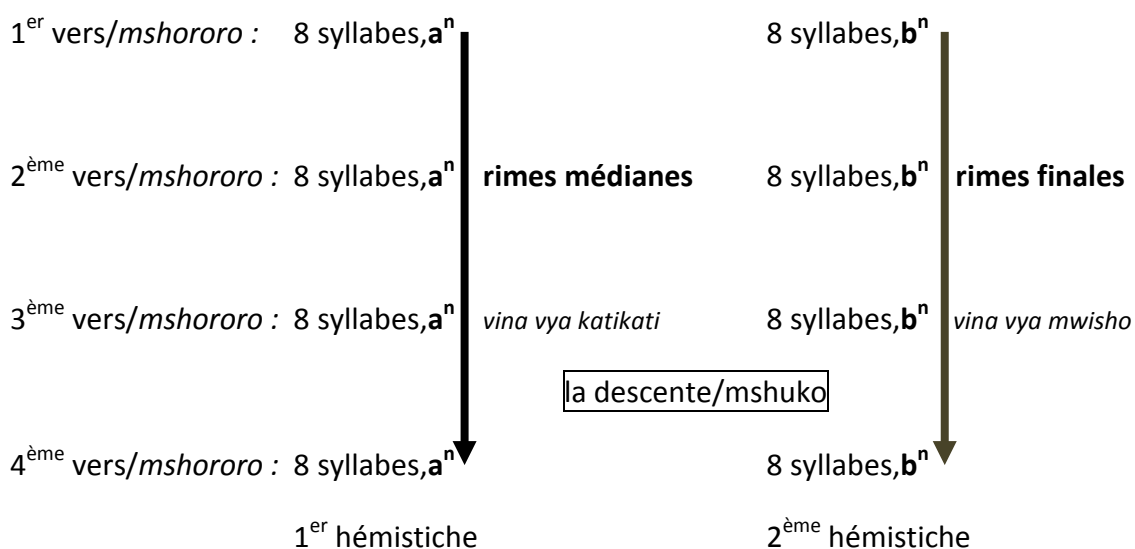 1er vers/mshororo : 8 syllabes,an 8 syllabes,bn
2ème vers/mshororo : 8 syllabes,an rimes médianes 8 syllabes,bn rimes finales
3ème vers/mshororo : 8 syllabes,an vina vya katikati 8 syllabes,bn vina vya mwisho
la descente/mshuko
4ème vers/mshororo : 8 syllabes,an 8 syllabes,bn
1er hémistiche 2ème hémistiche